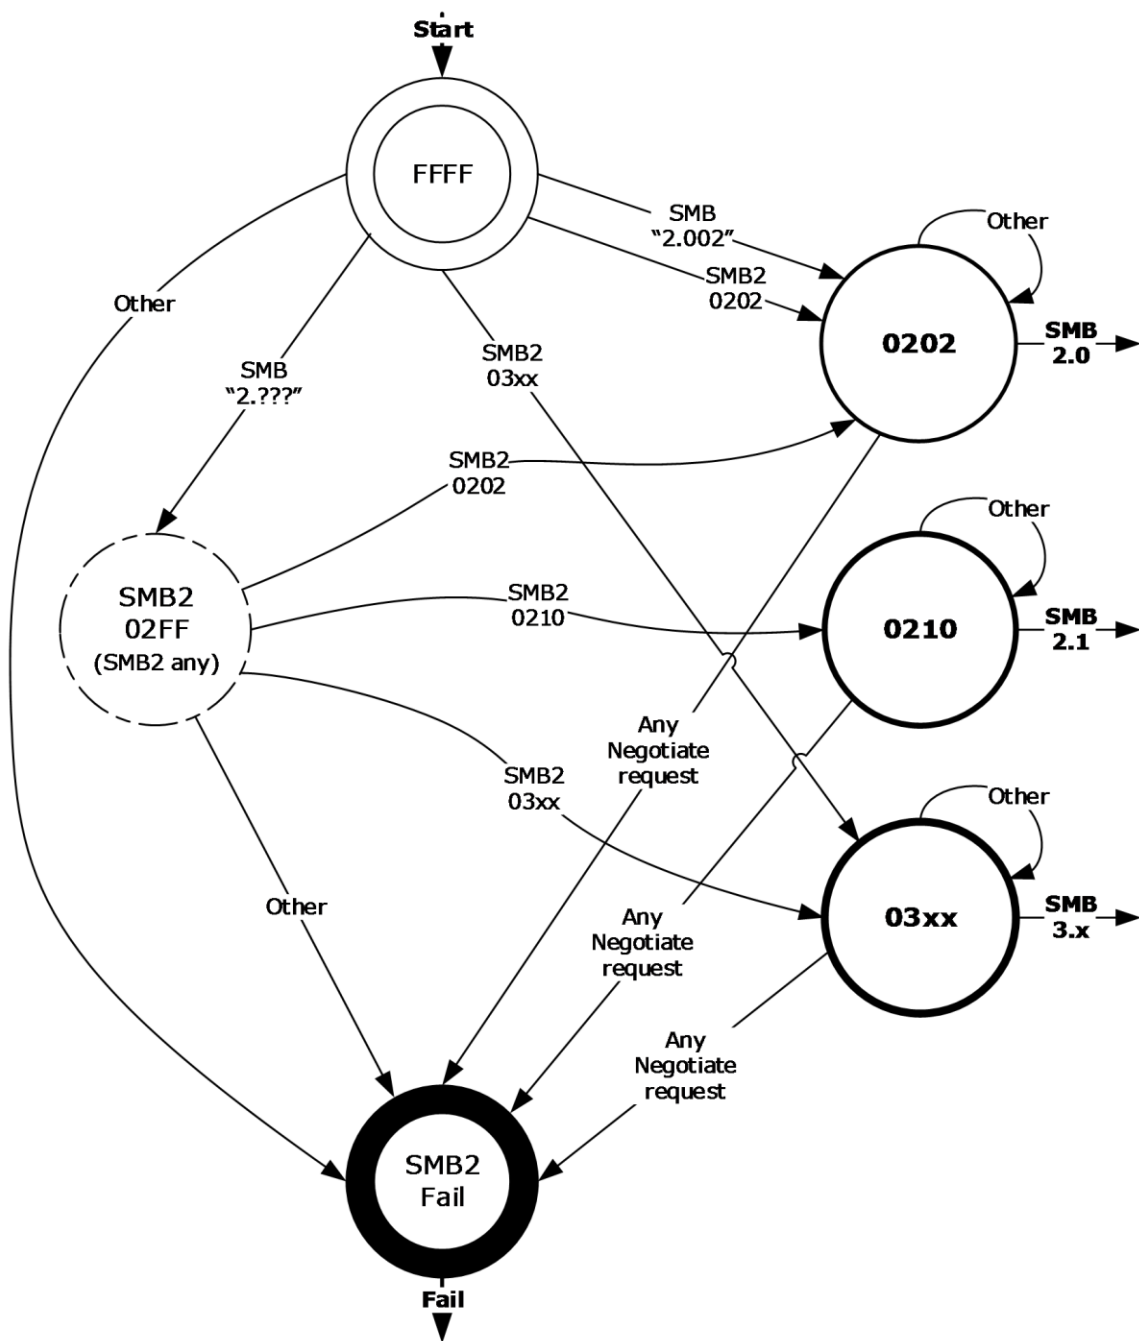 Start
FFFF
SMB
“2.002”
SMB2
0202
Other
Other
SMB2
03xx
SMB
“2.???”
0202
SMB
2.0
SMB2
0202
Other
SMB2
02FF
(SMB2 any)
SMB2
0210
0210
SMB
2.1
Any
Negotiate
request
SMB2
03xx
Other
Other
Any
Negotiate
request
03xx
SMB
3.x
Any
Negotiate
request
SMB2
Fail
Fail